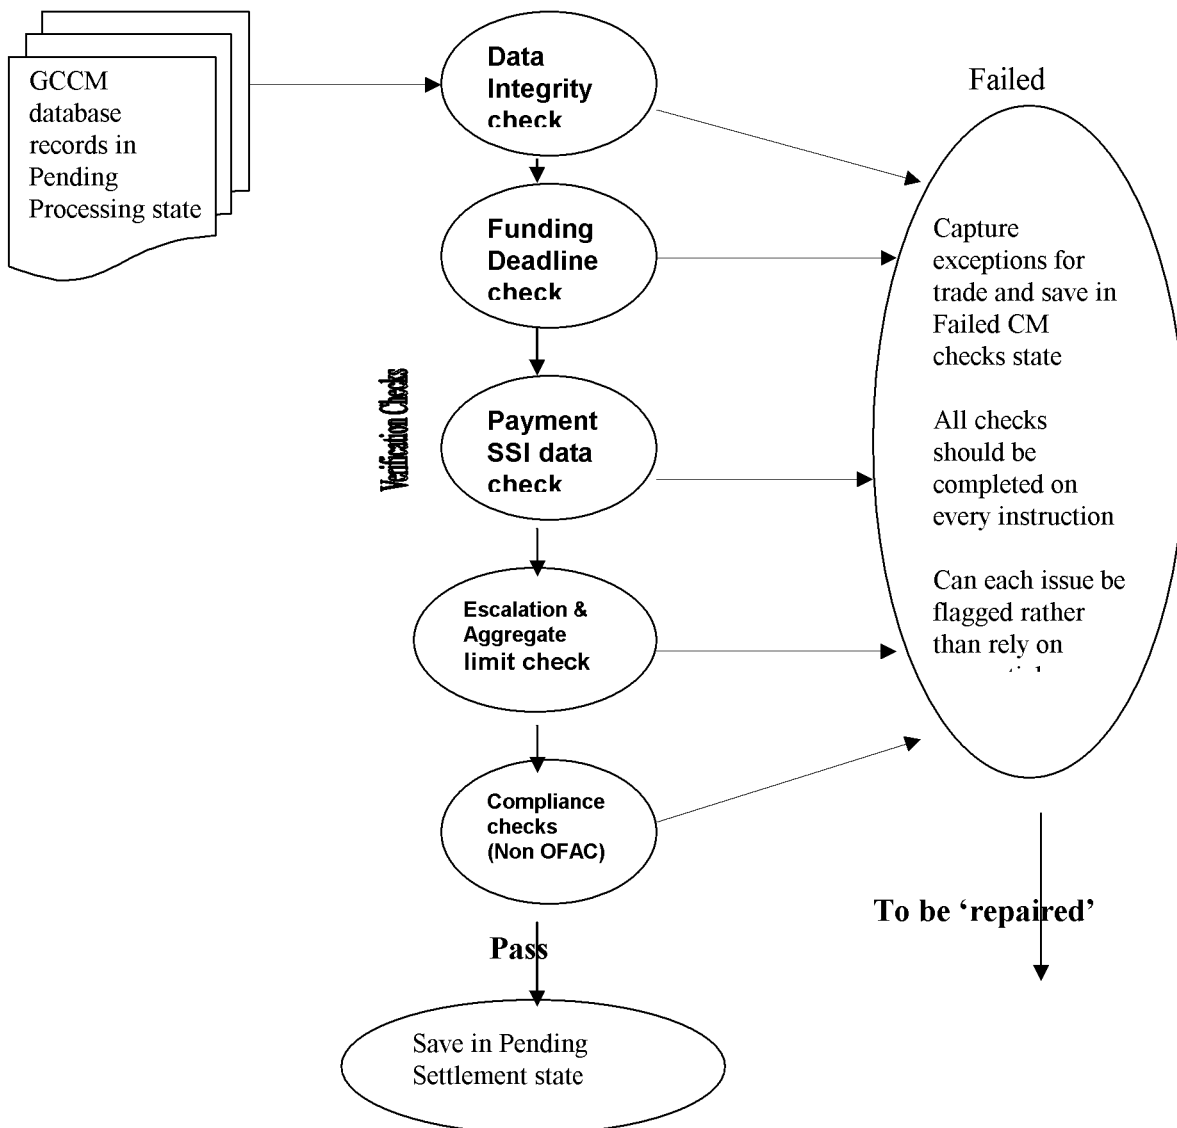 GCCM
database
records in
Pending
Processing state
Data
Integrity
check
Failed
Funding
Deadline
check
Verification Checks
Payment
SSI data
check
Escalation &
Aggregate
limit check
Compliance
checks
(Non OFAC)
Capture
exceptions for
trade and save in
Failed CM
checks state
All checks
should be
completed on
every instruction
Can each issue be
flagged rather
than rely on
To be ‘repaired’
Pass
Save in Pending
Settlement state